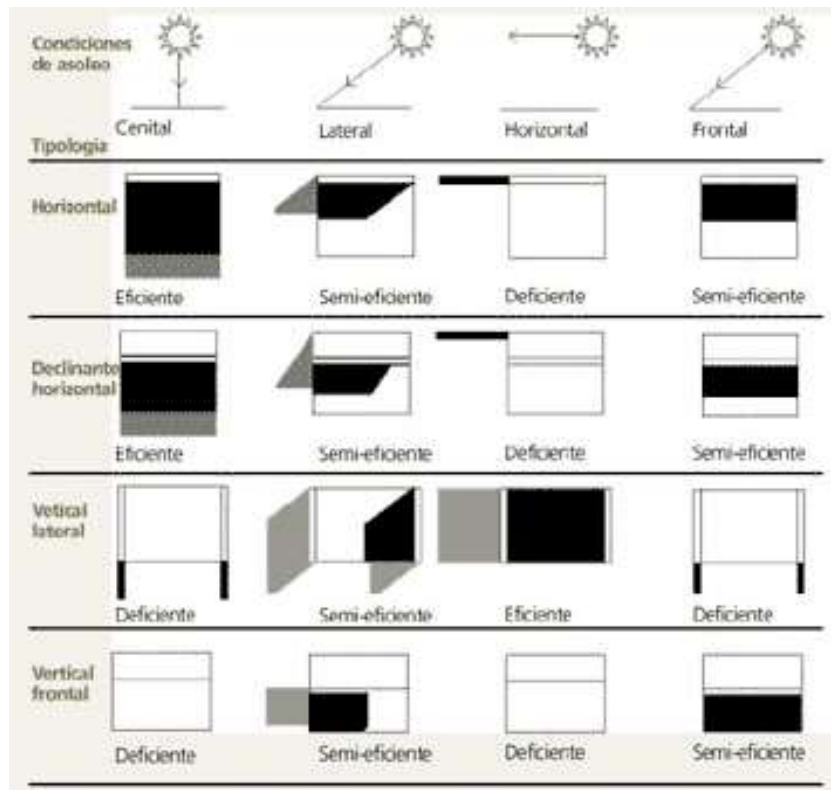 Condiciones
de asoleo
Cenital Lateral Horizontal Frontal
Tipología
Horizontal
Eficiente Semi-eficiente Deficiente Semi-eficiente
Declinante
horizontal
Eficiente Semi-eficiente Deficiente Semi-eficiente
Vetical
lateral
Deficiente Semi-eficiente Eficiente Deficiente
Vertical
frontal
Deficiente Semi-eficiente Deficiente Semi-eficiente